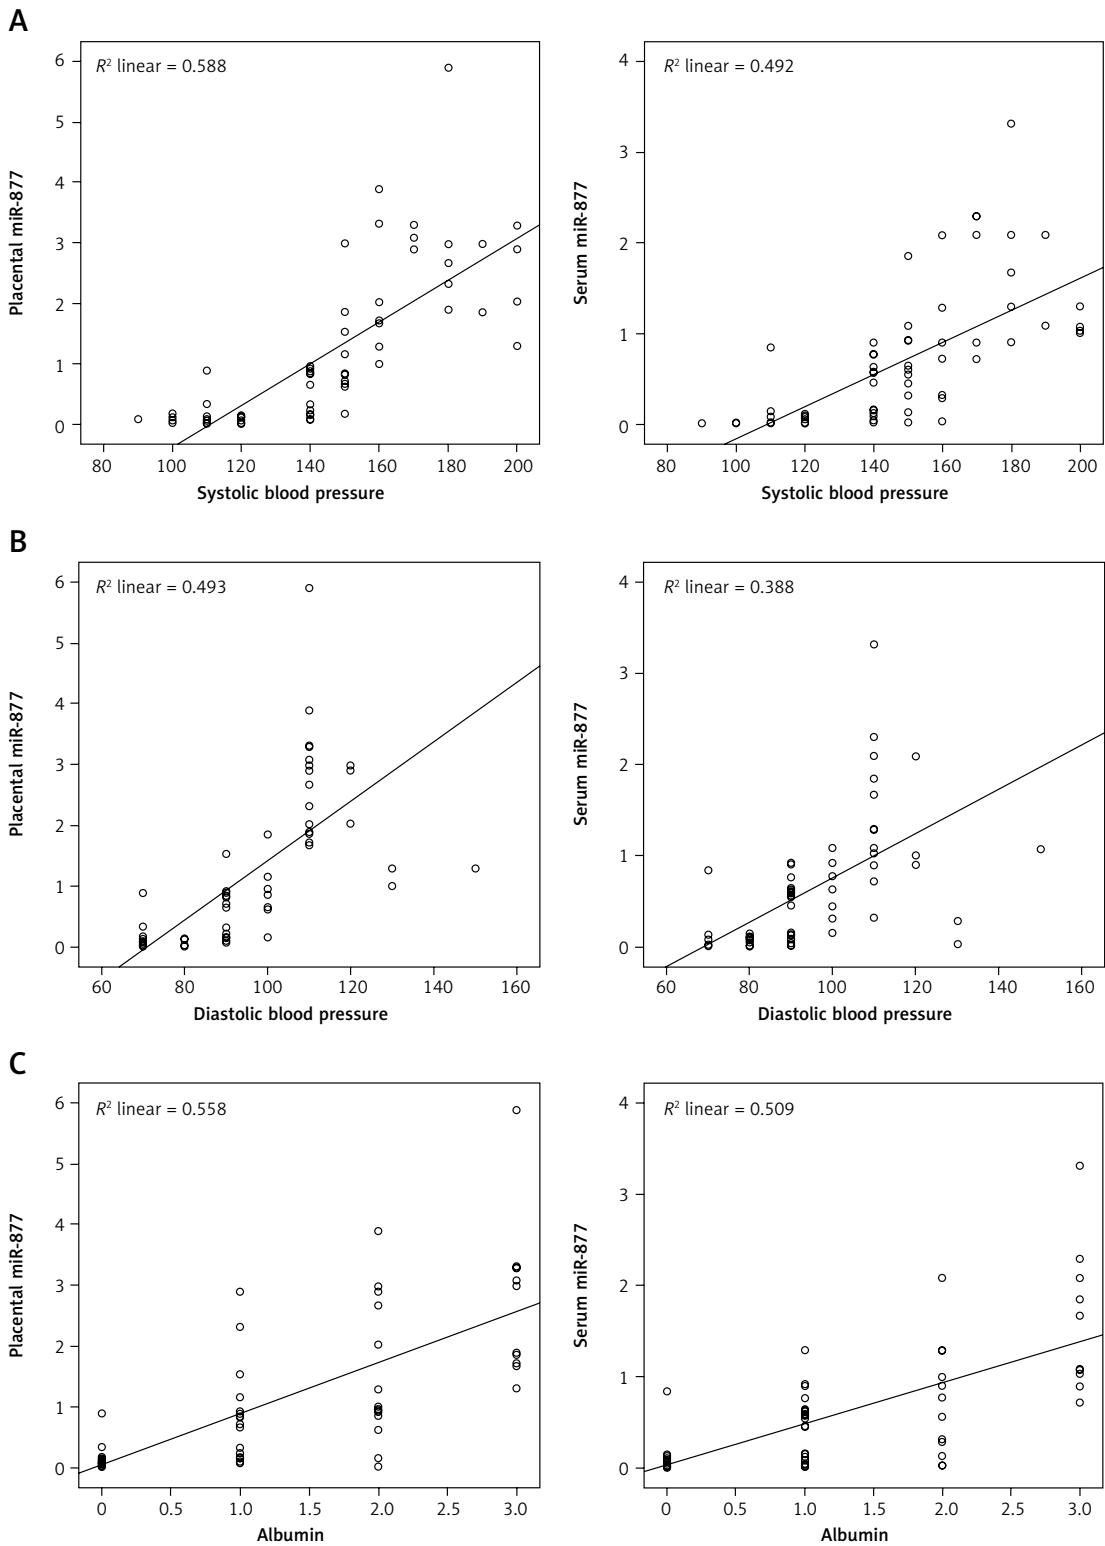 A
R² linear = 0.588
Placental miR-877
6
5
4
3
2
1
0
80 100 120 140 160 180 200
Systolic blood pressure
R² linear = 0.492
Serum miR-877
4
3
2
1
0
80 100 120 140 160 180 200
Systolic blood pressure
B
R² linear = 0.493
Placental miR-877
6
5
4
3
2
1
0
60 80 100 120 140 160
Diastolic blood pressure
R² linear = 0.388
Serum miR-877
4
3
2
1
0
60 80 100 120 140 160
Diastolic blood pressure
C
R² linear = 0.558
Placental miR-877
6
5
4
3
2
1
0
0 0.5 1.0 1.5 2.0 2.5 3.0
Albumin
R² linear = 0.509
Serum miR-877
4
3
2
1
0
0 0.5 1.0 1.5 2.0 2.5 3.0
Albumin